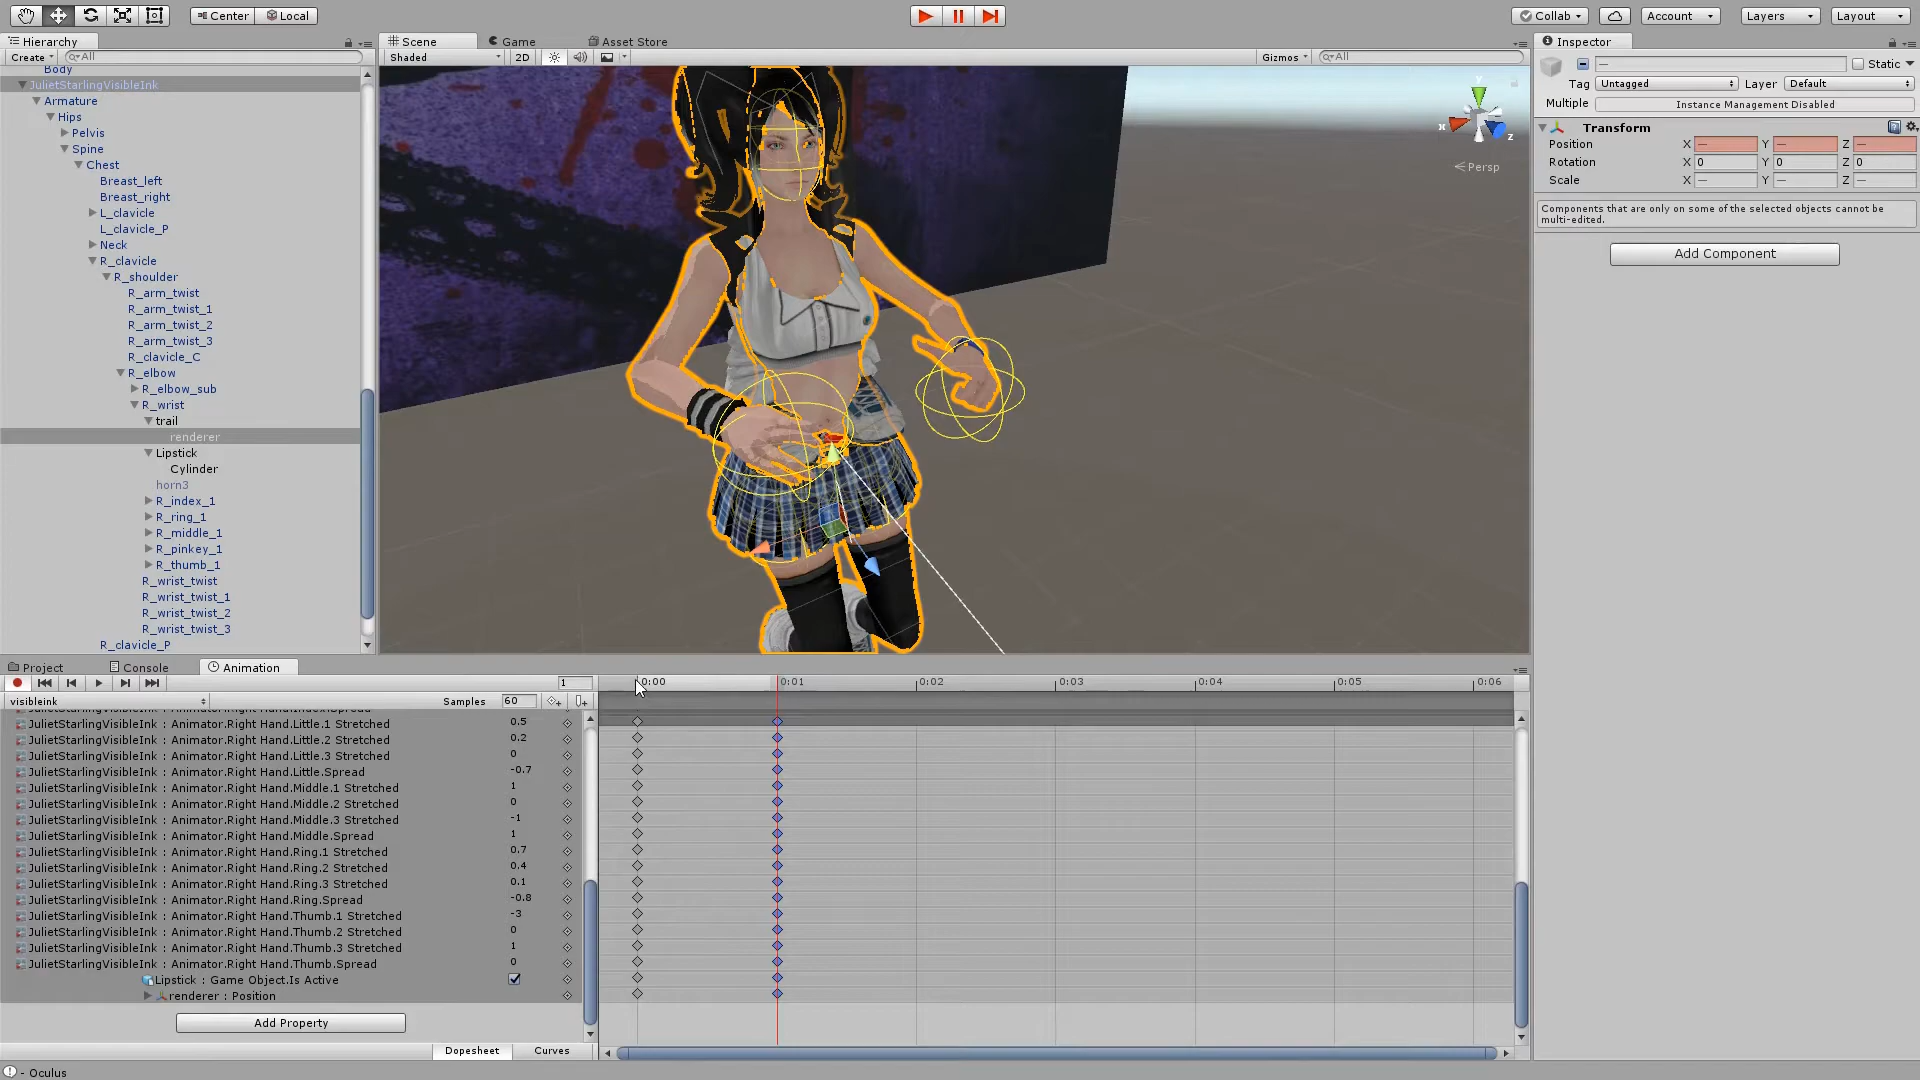 Center
Local
Collab
Account
Layers
Layout
Hierarchy
Create
All
Body
JulietStarlingVisibleInk
Armature
Hips
Pelvis
Spine
Chest
Breast_left
Breast_right
L_clavicle
L_clavicle_P
Neck
R_clavicle
R_shoulder
R_arm_twist
R_arm_twist_1
R_arm_twist_2
R_arm_twist_3
R_clavicle_C
R_elbow
R_elbow_sub
R_wrist
trail
renderer
Lipstick
Cylinder
horn3
R_index_1
R_ring_1
R_middle_1
R_pinkey_1
R_thumb_1
R_wrist_twist
R_wrist_twist_1
R_wrist_twist_2
R_wrist_twist_3
R_clavicle_P
Scene
Game
Asset Store
Shaded
2D
Gizmos
All
y
x
z
Persp
Inspector
Static
Tag Untagged Layer Default
Multiple Instance Management Disabled
Transform
Position X — Y — Z —
Rotation X 0 Y 0 Z 0
Scale X — Y — Z —
Components that are only on some of the selected objects cannot be
multi-edited.
Add Component
Project
Console
Animation
1
0:00 0:01 0:02 0:03 0:04 0:05 0:06
visibleink Samples 60
JulietStarlingVisibleInk : Animator.Right Hand.Index.Spread
JulietStarlingVisibleInk : Animator.Right Hand.Little.1 Stretched 0.5
JulietStarlingVisibleInk : Animator.Right Hand.Little.2 Stretched 0.2
JulietStarlingVisibleInk : Animator.Right Hand.Little.3 Stretched 0
JulietStarlingVisibleInk : Animator.Right Hand.Little.Spread -0.7
JulietStarlingVisibleInk : Animator.Right Hand.Middle.1 Stretched 1
JulietStarlingVisibleInk : Animator.Right Hand.Middle.2 Stretched 0
JulietStarlingVisibleInk : Animator.Right Hand.Middle.3 Stretched -1
JulietStarlingVisibleInk : Animator.Right Hand.Middle.Spread 1
JulietStarlingVisibleInk : Animator.Right Hand.Ring.1 Stretched 0.7
JulietStarlingVisibleInk : Animator.Right Hand.Ring.2 Stretched 0.4
JulietStarlingVisibleInk : Animator.Right Hand.Ring.3 Stretched 0.1
JulietStarlingVisibleInk : Animator.Right Hand.Ring.Spread -0.8
JulietStarlingVisibleInk : Animator.Right Hand.Thumb.1 Stretched -3
JulietStarlingVisibleInk : Animator.Right Hand.Thumb.2 Stretched 0
JulietStarlingVisibleInk : Animator.Right Hand.Thumb.3 Stretched 1
JulietStarlingVisibleInk : Animator.Right Hand.Thumb.Spread 0
Lipstick : Game Object.Is Active
renderer : Position
Add Property
Dopesheet
Curves
- Oculus